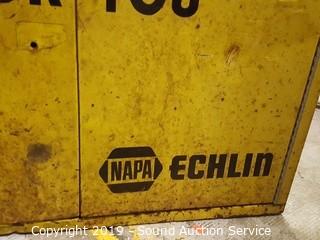 YOU
NAPA ECHLIN
Copyright 2019 - Sound Auction Service